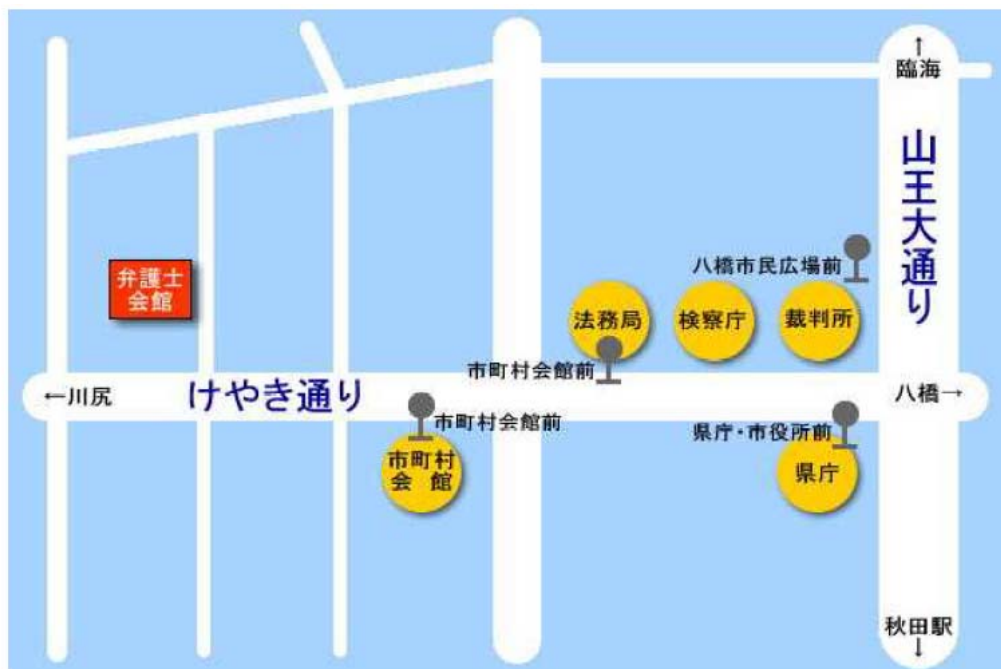 ↑
臨海
山王大通り
八橋市民広場前
弁護士
会館
法務局
検察庁
裁判所
市町村会館前
←川尻
けやき通り
八橋→
市町村会館前
県庁・市役所前
市町村
会館
県庁
秋田駅
↓